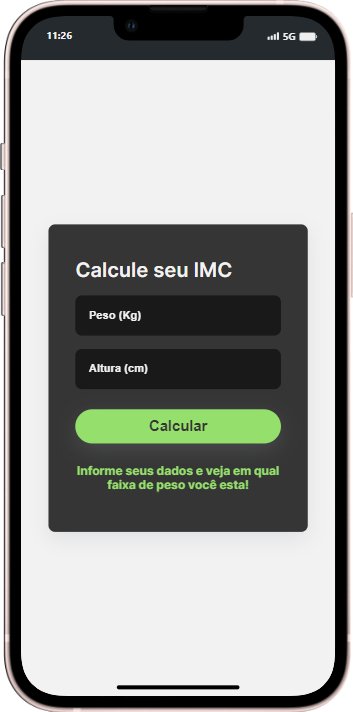 11:26
5G
Calcule seu IMC
Peso (Kg)
Altura (cm)
Calcular
Informe seus dados e veja em qual
faixa de peso você esta!